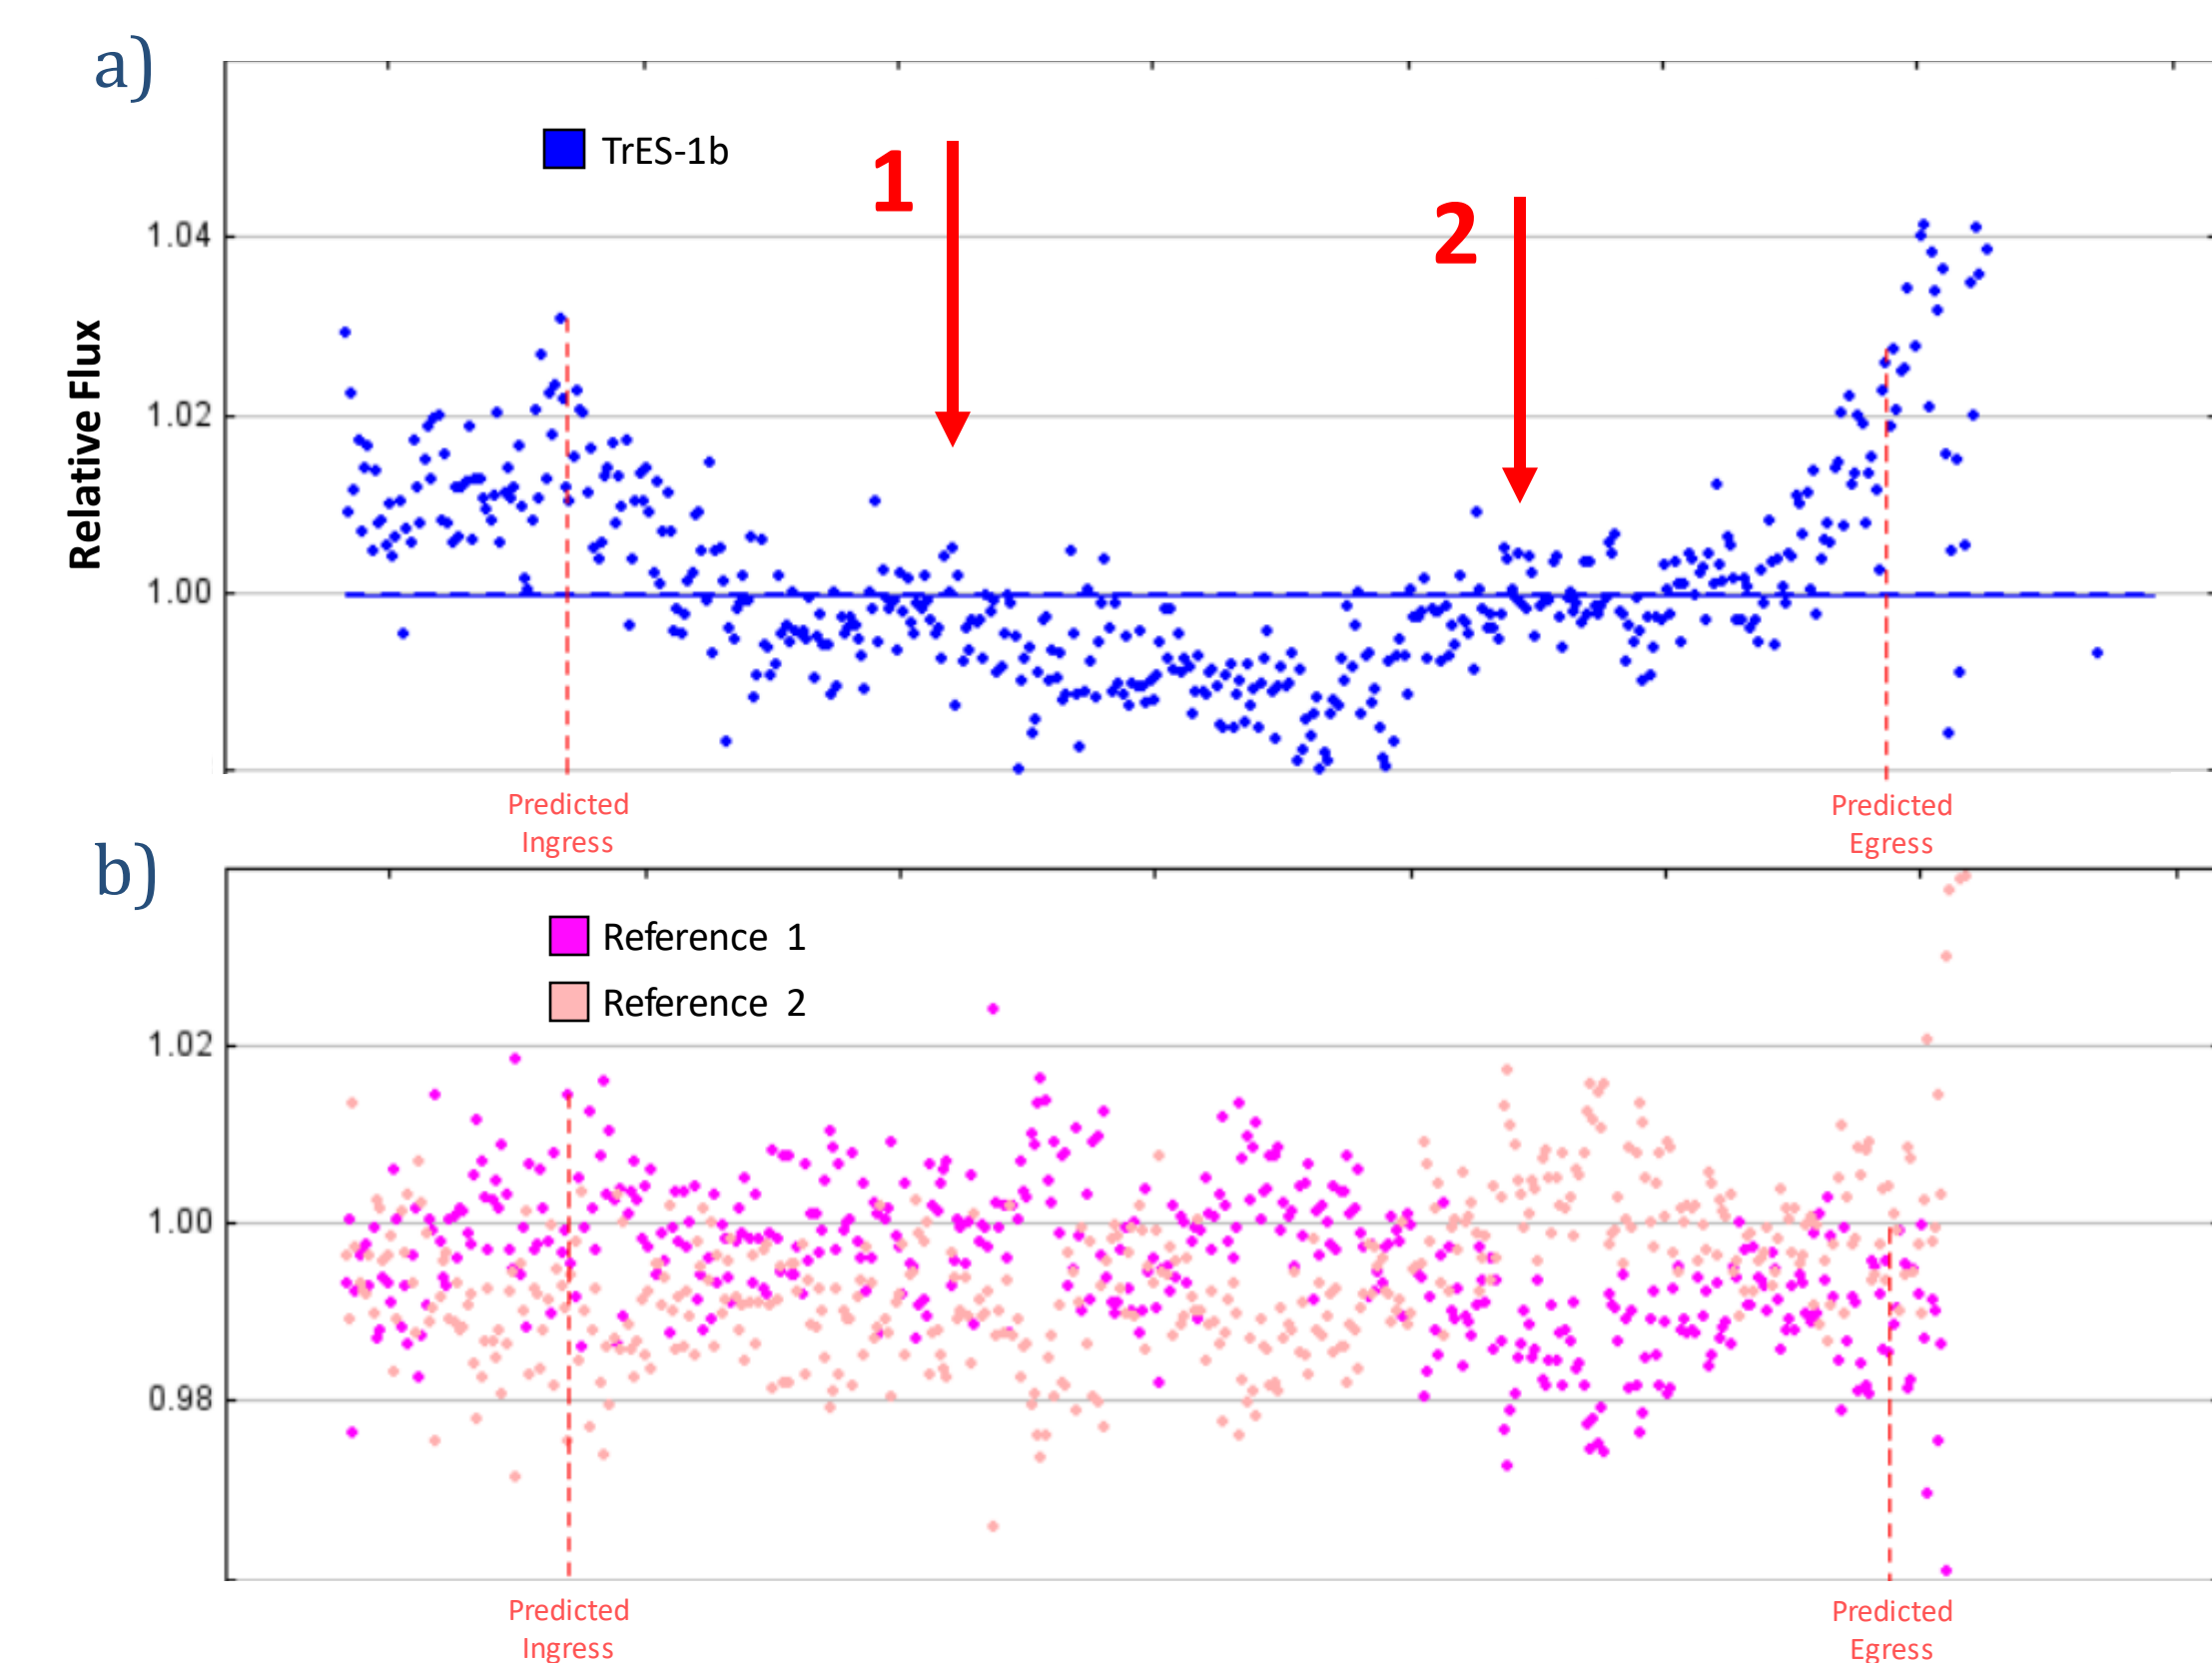 a)
TrES-1b
1
2
Relative Flux
1.04
1.02
1.00
Predicted
Ingress
Predicted
Egress
b)
Reference 1
Reference 2
1.02
1.00
0.98
Predicted
Ingress
Predicted
Egress